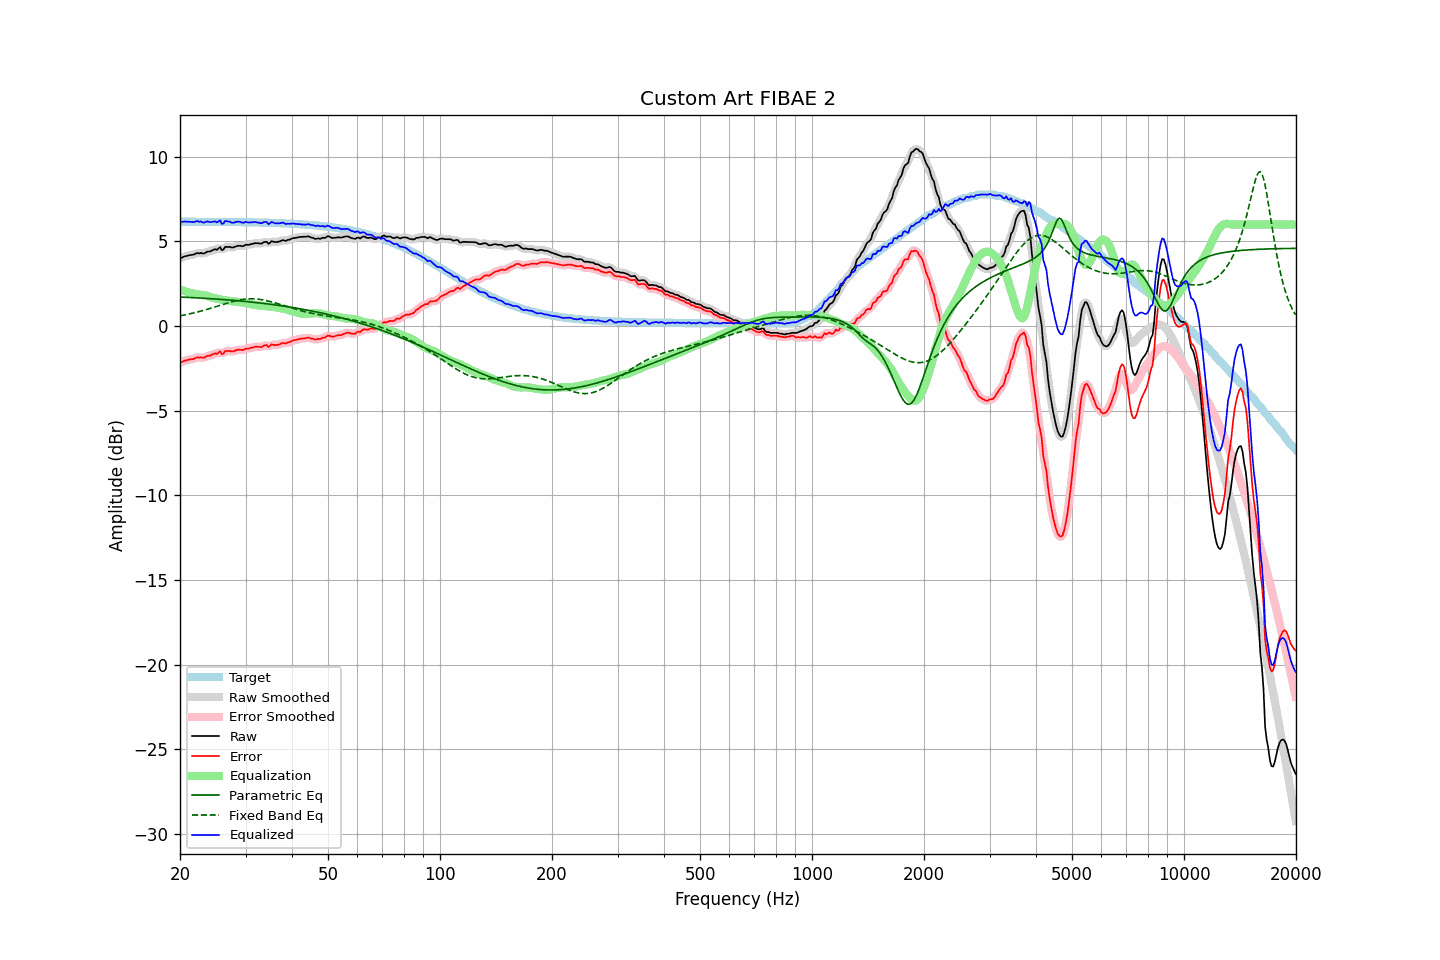 Custom Art FIBAE 2
Amplitude (dBr)
10
5
0
−5
−10
−15
−20
−25
−30
Target
Raw Smoothed
Error Smoothed
Raw
Error
Equalization
Parametric Eq
Fixed Band Eq
Equalized
20 50 100 200 500 1000 2000 5000 10000 20000
Frequency (Hz)